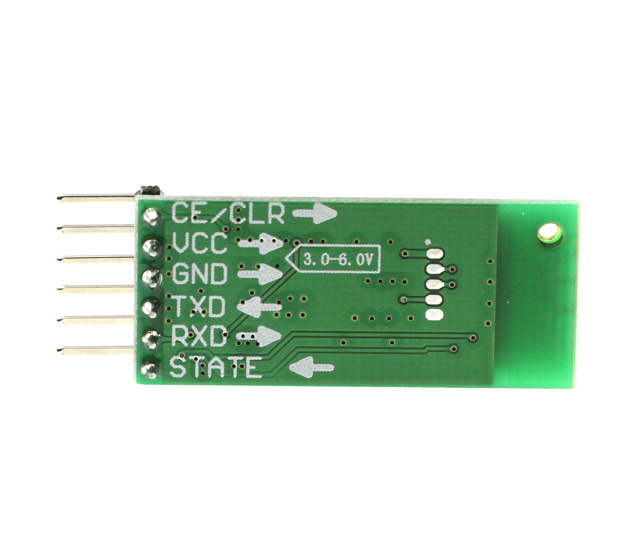 CE/CLR
VCC
3.0-6.0V
GND
TXD
RXD
STATE